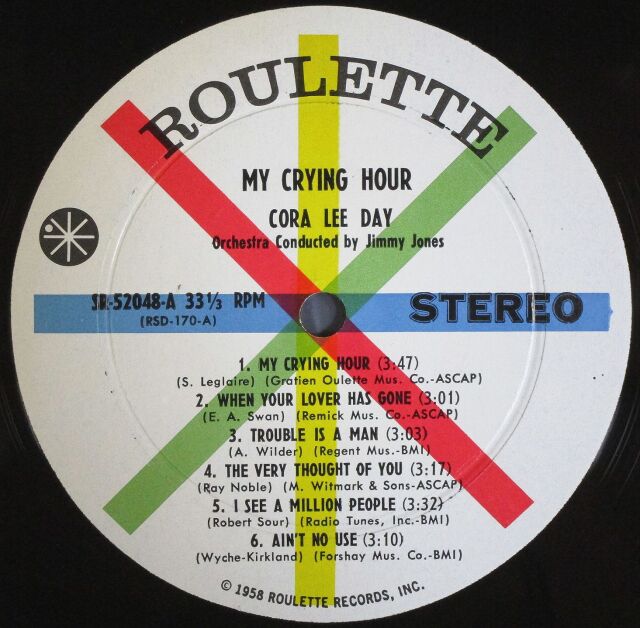 ROULETTE
MY CRYING HOUR
CORA LEE DAY
Orchestra Conducted by Jimmy Jones
SR-52048-A 33⅓ RPM
(RSD-170-A)
STEREO
1. MY CRYING HOUR (3:47)
(S. Leglaire) (Gratien Oulette Mus. Co.-ASCAP)
2. WHEN YOUR LOVER HAS GONE (3:01)
(E. A. Swan) (Remick Mus. Co.-ASCAP)
3. TROUBLE IS A MAN (3:03)
(A. Wilder) (Regent Mus.-BMI)
4. THE VERY THOUGHT OF YOU (3:17)
(Ray Noble) (M. Witmark & Sons-ASCAP)
5. I SEE A MILLION PEOPLE (3:32)
(Robert Sour) (Radio Tunes, Inc.-BMI)
6. AIN'T NO USE (3:10)
(Wyche-Kirkland) (Forshay Mus. Co.-BMI)
© 1958 ROULETTE RECORDS, INC.